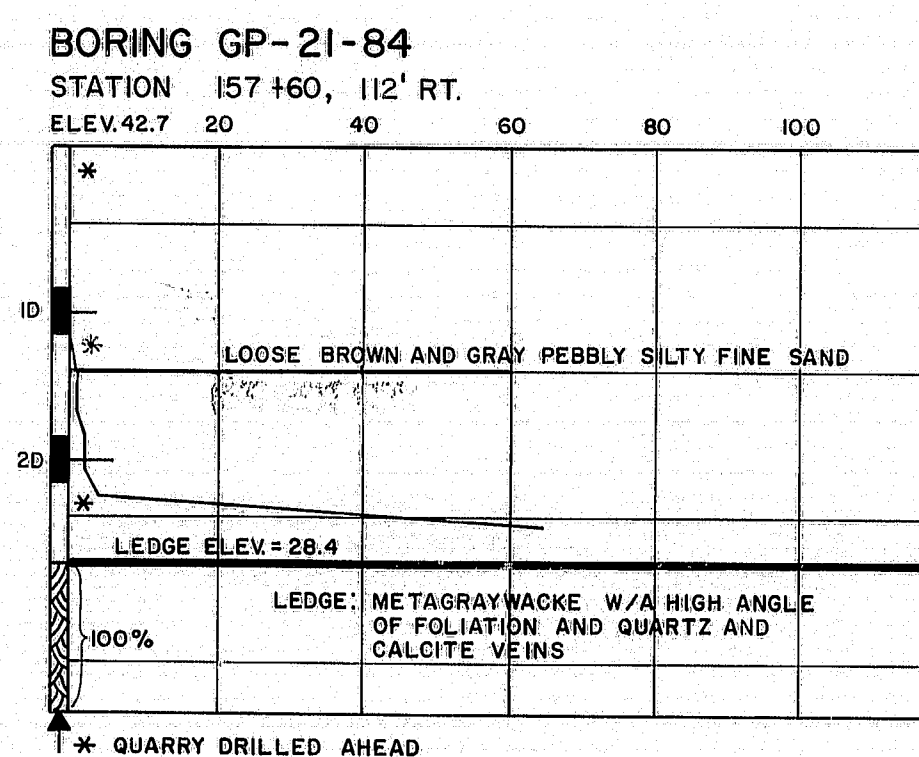 BORING GP-21-84
STATION 157+60, 112' RT.
ELEV. 42.7 20 40 60 80 100
*
1D
*
LOOSE BROWN AND GRAY PEBBLY SILTY FINE SAND
2D
*
LEDGE ELEV. = 28.4
LEDGE: METAGRAYWACKE W/A HIGH ANGLE
OF FOLIATION AND QUARTZ AND
CALCITE VEINS
100%
* QUARRY DRILLED AHEAD